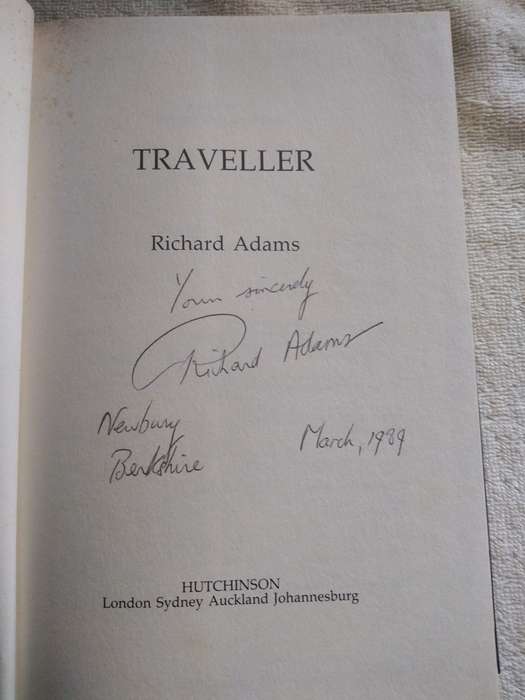 TRAVELLER
Richard Adams
Yours sincerely
Richard Adams
Newbury
Berkshire
March, 1989
HUTCHINSON
London Sydney Auckland Johannesburg